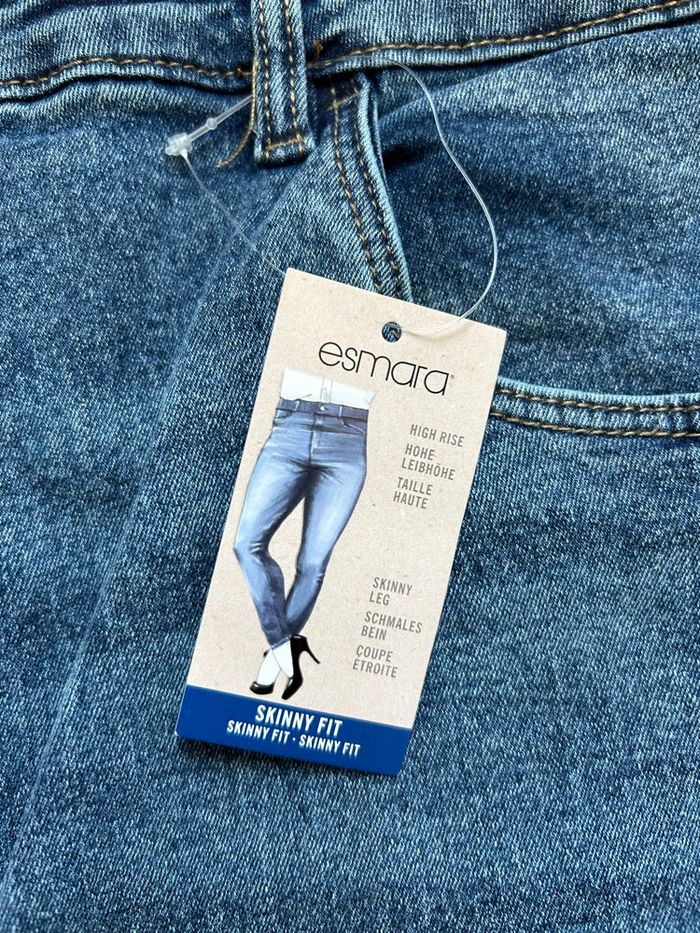 esmara®
HIGH RISE
HOHE
LEIBHÖHE
TAILLE
HAUTE
SKINNY
LEG
SCHMALES
BEIN
COUPE
ÉTROITE
SKINNY FIT
SKINNY FIT · SKINNY FIT